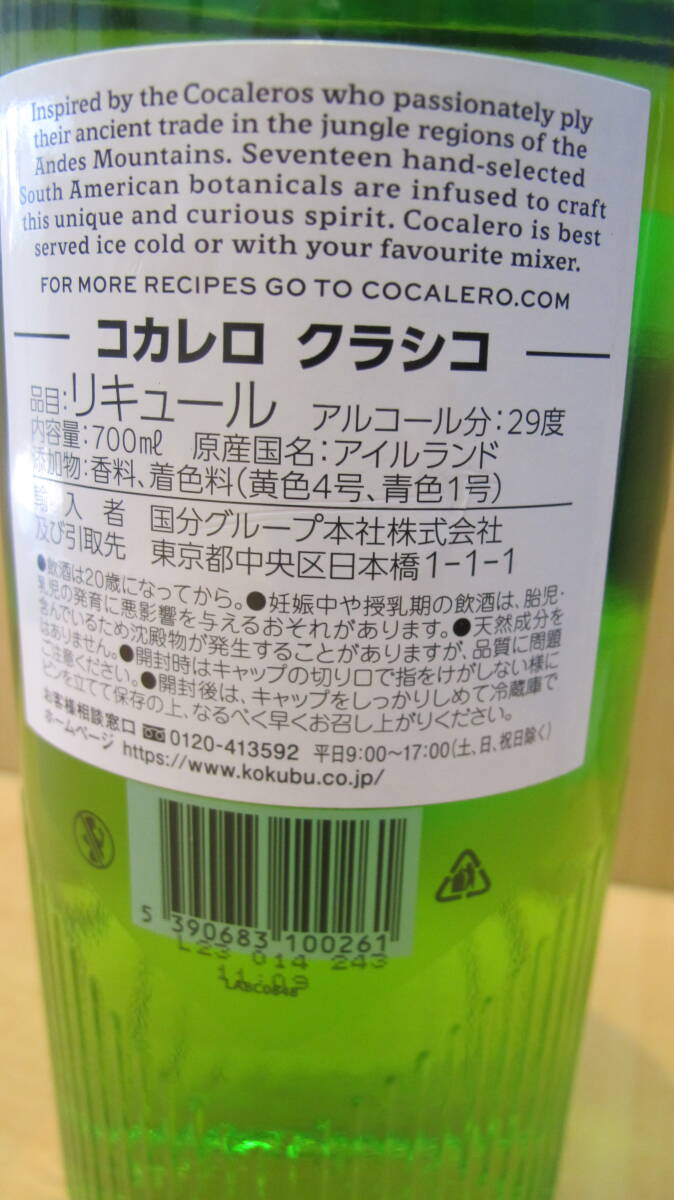 Inspired by the Cocaleros who passionately ply
their ancient trade in the jungle regions of the
Andes Mountains. Seventeen hand-selected
South American botanicals are infused to craft
this unique and curious spirit. Cocalero is best
served ice cold or with your favourite mixer.
FOR MORE RECIPES GO TO COCALERO.COM
コカレロ クラシコ
品目:リキュール アルコール分:29度
内容量:700㎖ 原産国名:アイルランド
添加物:香料、着色料(黄色4号、青色1号)
輸入者 国分グループ本社株式会社
及び引取先 東京都中央区日本橋1-1-1
●飲酒は20歳になってから。●妊娠中や授乳期の飲酒は、胎児・
乳児の発育に悪影響を与えるおそれがあります。●天然成分を
含んでいるため沈殿物が発生することがありますが、品質に問題
はありません。●開封時はキャップの切り口で指をけがしない様に
ご注意ください。●開封後は、キャップをしっかりしめて冷蔵庫で
ビンを立てて保存の上、なるべく早くお召し上がりください。
お客様相談窓口 0120-413592 平日9:00~17:00(土、日、祝日除く)
ホームページ https://www.kokubu.co.jp/
5 390683 100261
L23 014 243
11:09